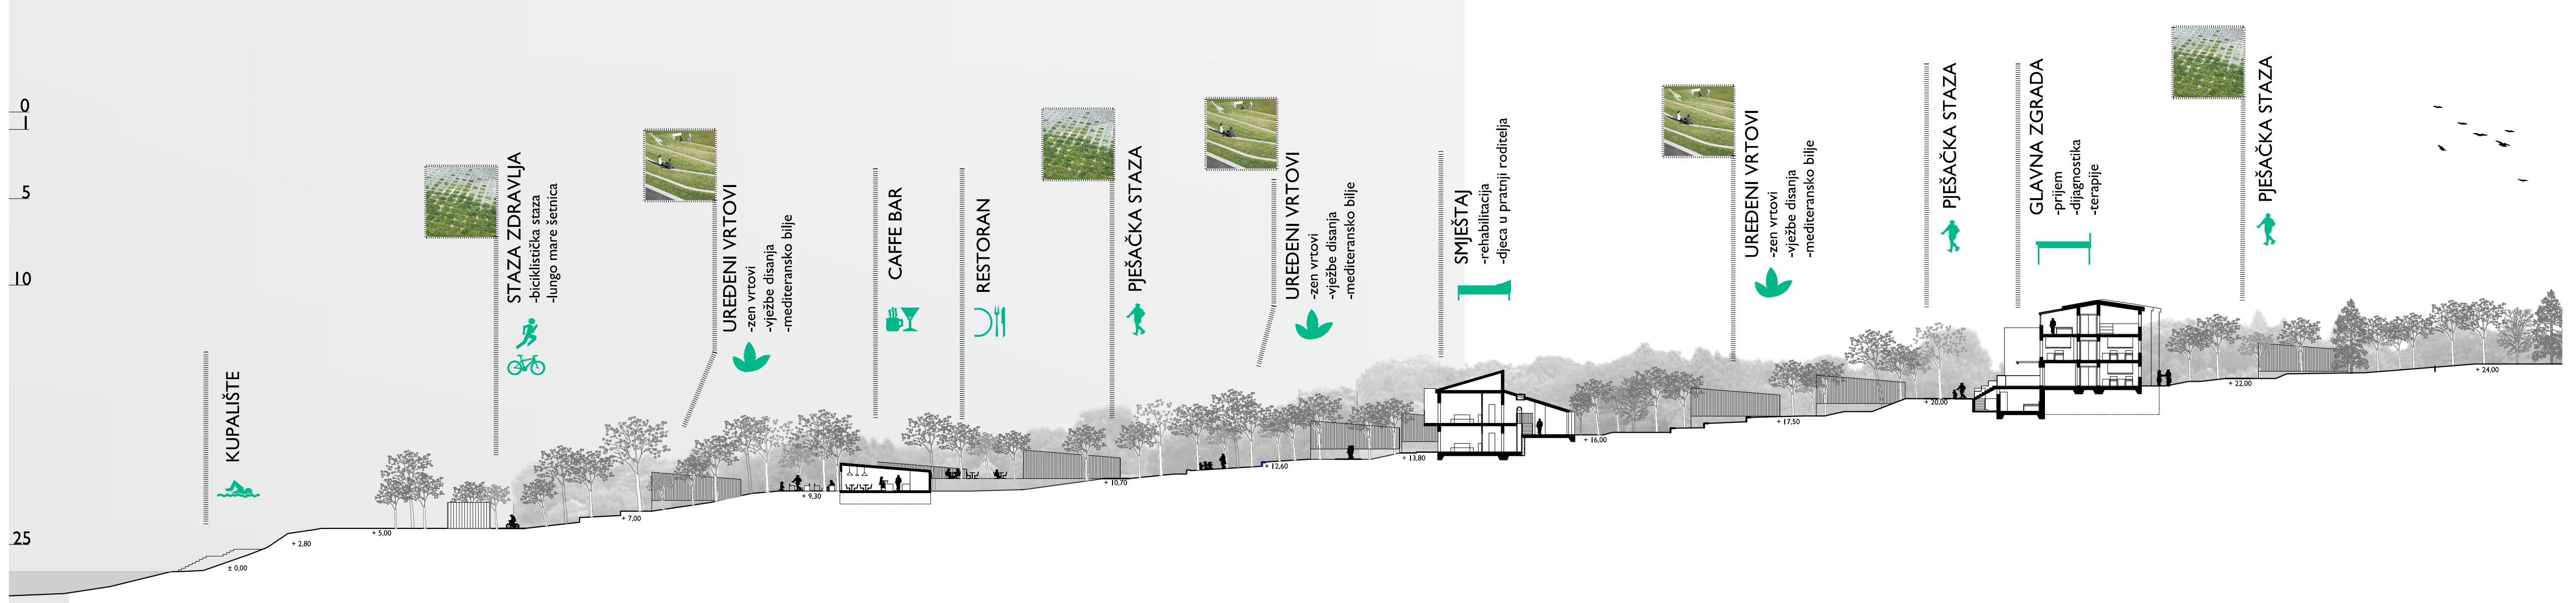 0
1
5
10
25
KUPALIŠTE
STAZA ZDRAVLJA
-biciklistička staza
-lungo mare šetnica
UREĐENI VRTOVI
-zen vrtovi
-vježbe disanja
-mediteransko bilje
CAFFE BAR
RESTORAN
PJEŠAČKA STAZA
UREĐENI VRTOVI
-zen vrtovi
-vježbe disanja
-mediteransko bilje
SMJEŠTAJ
-rehabilitacija
-djeca u pratnji roditelja
UREĐENI VRTOVI
-zen vrtovi
-vježbe disanja
-mediteransko bilje
PJEŠAČKA STAZA
GLAVNA ZGRADA
-prijem
-dijagnostika
-terapije
PJEŠAČKA STAZA
± 0,00
+ 2,80
+ 5,00
+ 7,00
+ 9,30
+ 10,70
+ 12,60
+ 13,80
+ 16,00
+ 17,50
+ 20,00
+ 22,00
+ 24,00